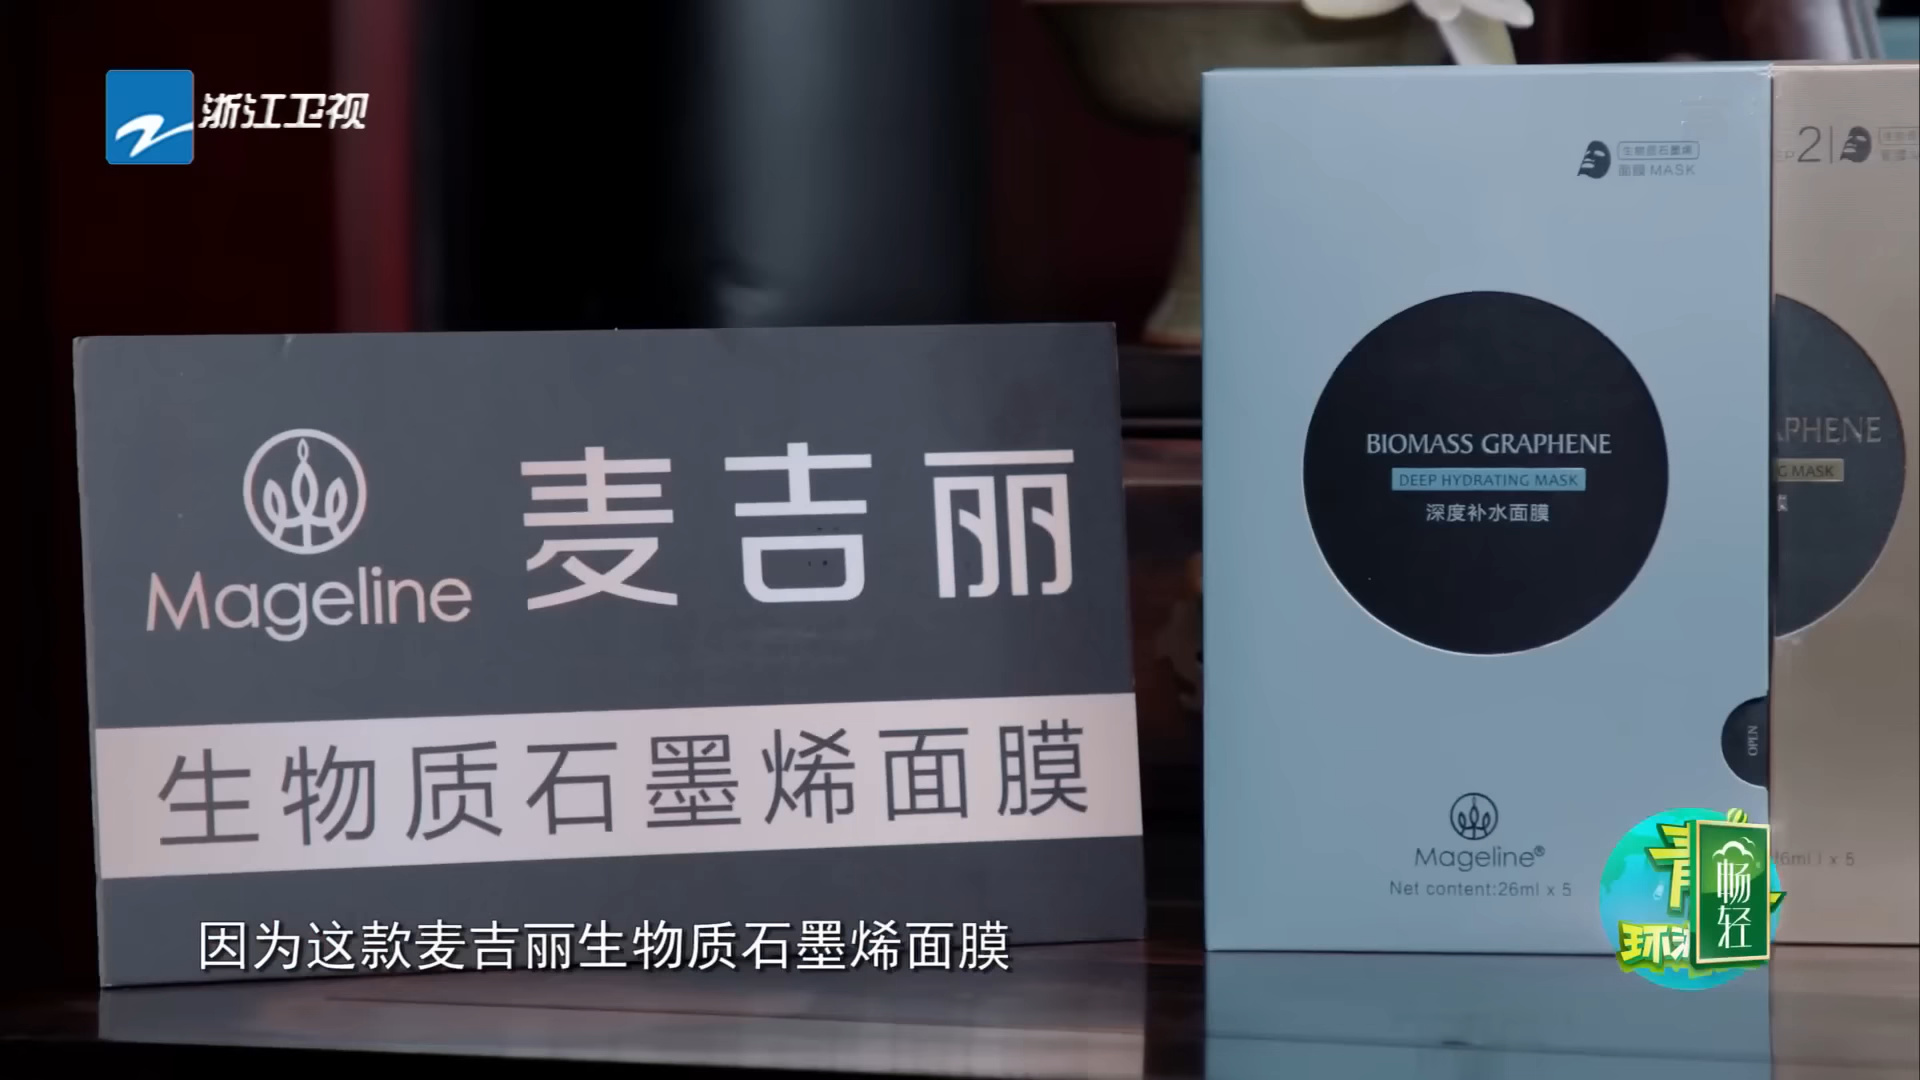 浙江卫视
Mageline
麦吉丽
生物质石墨烯面膜
生物质石墨烯
面膜 MASK
BIOMASS GRAPHENE
DEEP HYDRATING MASK
深度补水面膜
OPEN
Mageline®
Net content:26ml x 5
2
APHENE
G MASK
膜
x 5
畅轻
环
因为这款麦吉丽生物质石墨烯面膜